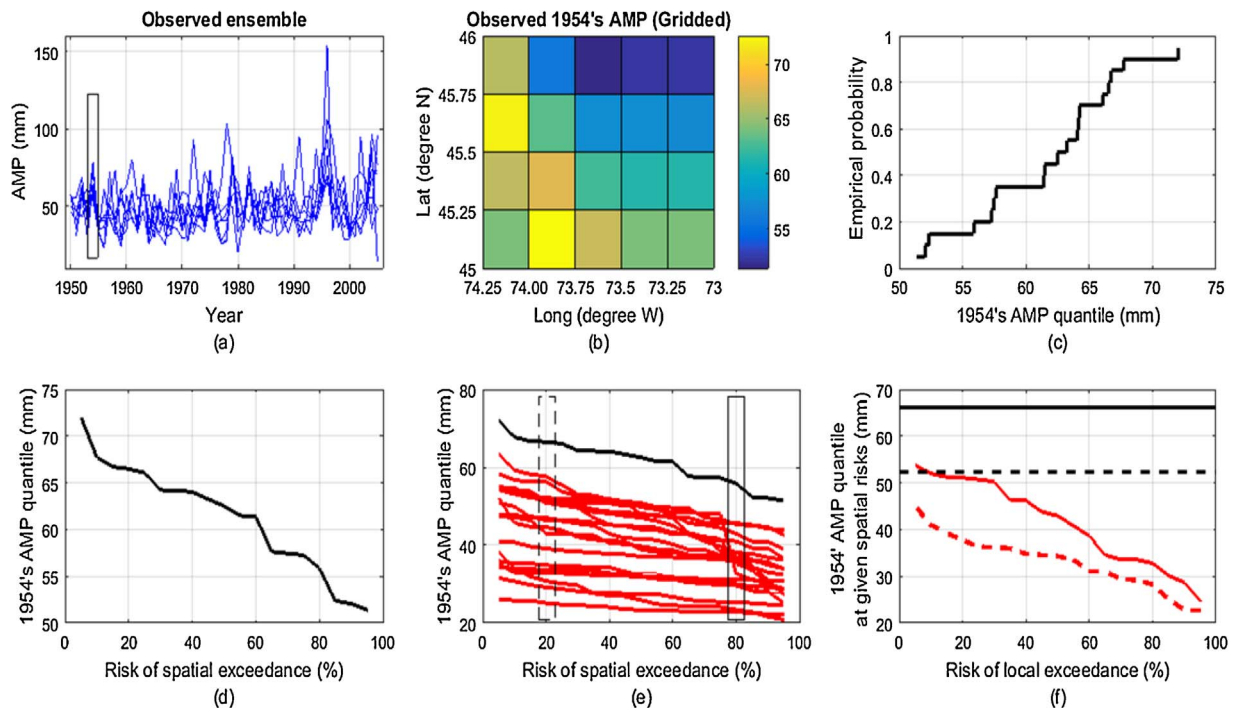 Observed ensemble
150
100
50
AMP (mm)
1950 1960 1970 1980 1990 2000
Year
(a)
Observed 1954's AMP (Gridded)
46
45.75
45.5
45.25
45
Lat (degree N)
74.25 74.00 73.75 73.5 73.25 73
Long (degree W)
70
65
60
55
(b)
1
0.8
0.6
0.4
0.2
0
Empirical probability
50 55 60 65 70 75
1954's AMP quantile (mm)
(c)
75
70
65
60
55
50
1954's AMP quantile (mm)
0 20 40 60 80 100
Risk of spatial exceedance (%)
(d)
80
60
40
20
1954's AMP quantile (mm)
0 20 40 60 80 100
Risk of spatial exceedance (%)
(e)
70
60
50
40
30
20
1954' AMP quantile
at given spatial risks (mm)
0 20 40 60 80 100
Risk of local exceedance (%)
(f)